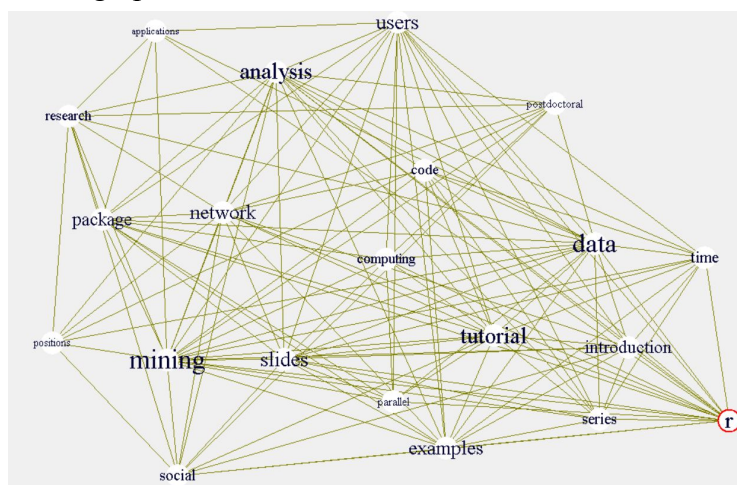 users
applications
analysis
postdoctoral
research
code
network
package
data
computing
time
tutorial
positions
introduction
mining
slides
parallel
series
r
examples
social